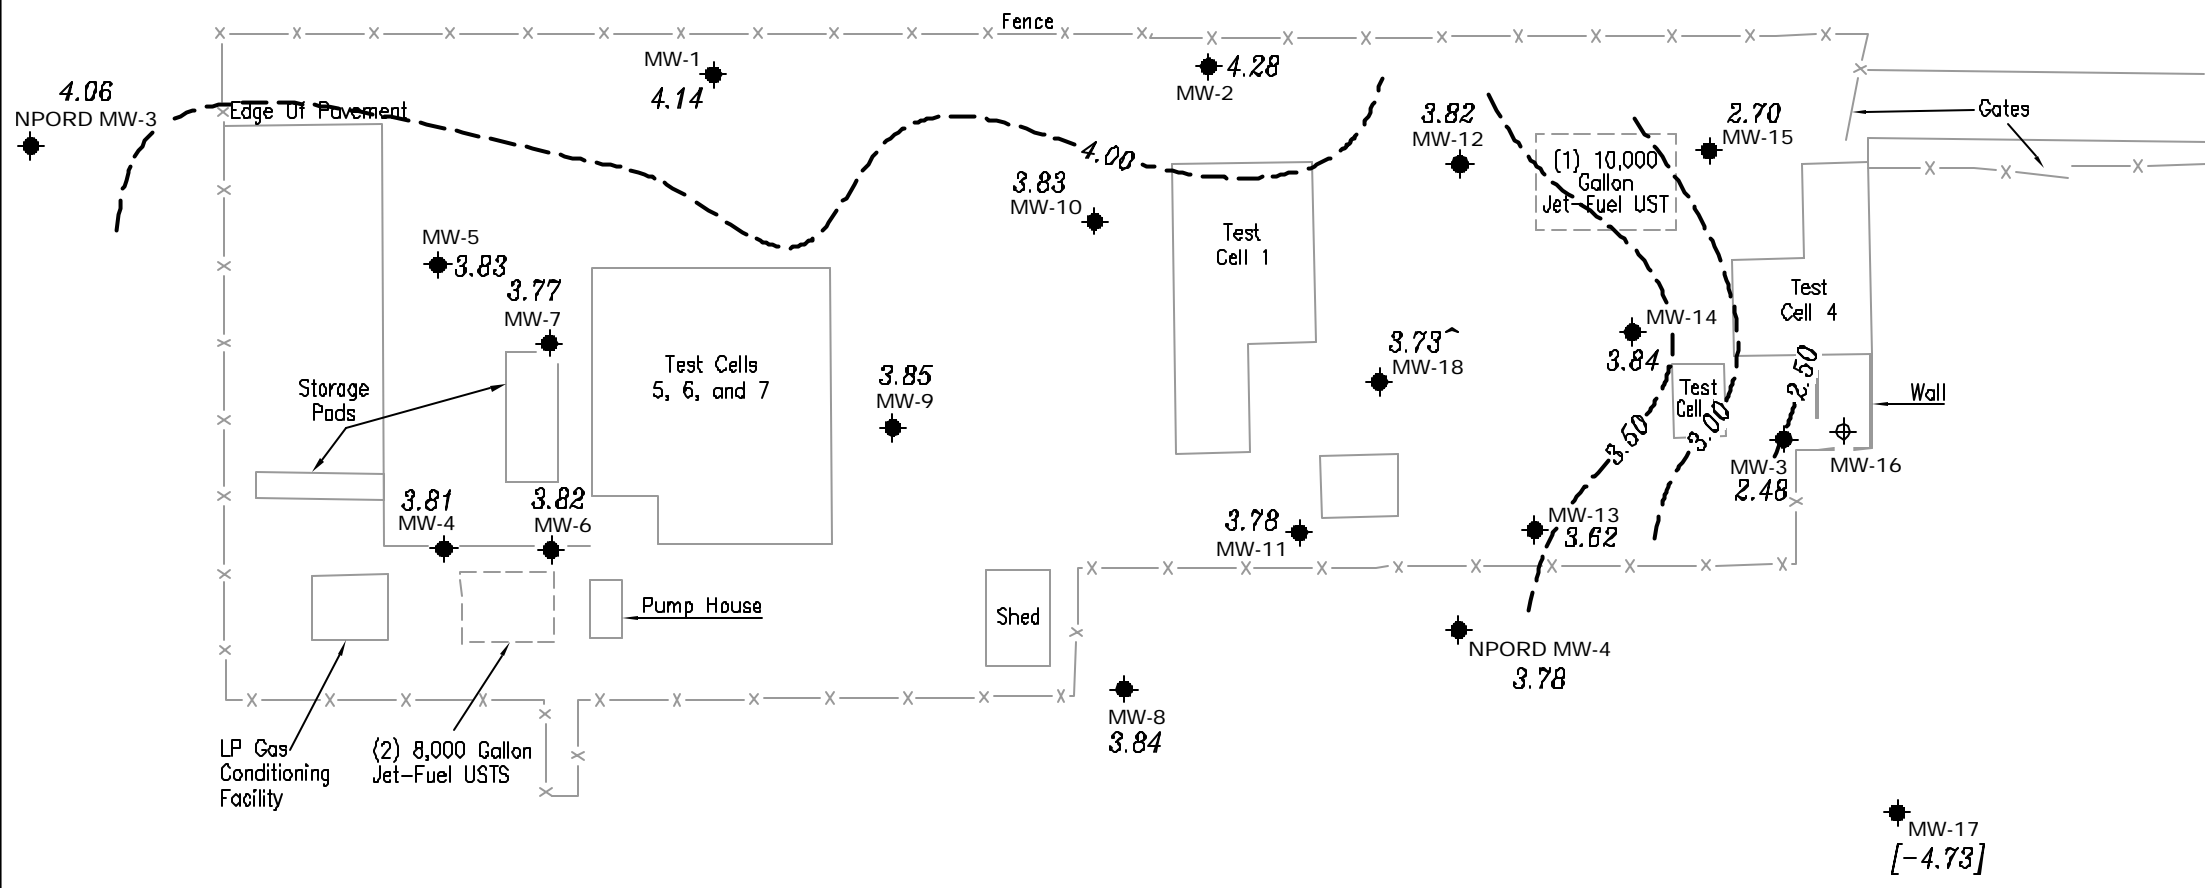 Fence
MW-1
4.14
4.28
MW-2
4.06
NPORD MW-3
Edge Of Pavement
3.82
MW-12
2.70
MW-15
Gates
4.00
(1) 10,000
Gallon
Jet-Fuel UST
3.83
MW-10
Test
Cell 1
MW-5
3.83
3.77
MW-7
Test
Cell 4
MW-14
3.84
3.73^
MW-18
Test Cells
5, 6, and 7
3.85
MW-9
Storage
Pads
Test
Cell
2.50
Wall
3.50
3.00
MW-3
2.48
MW-16
3.81
MW-4
3.82
MW-6
3.78
MW-11
MW-13
3.62
Pump House
Shed
NPORD MW-4
3.78
MW-8
3.84
LP Gas
Conditioning
Facility
(2) 8,000 Gallon
Jet-Fuel USTS
MW-17
[-4.73]